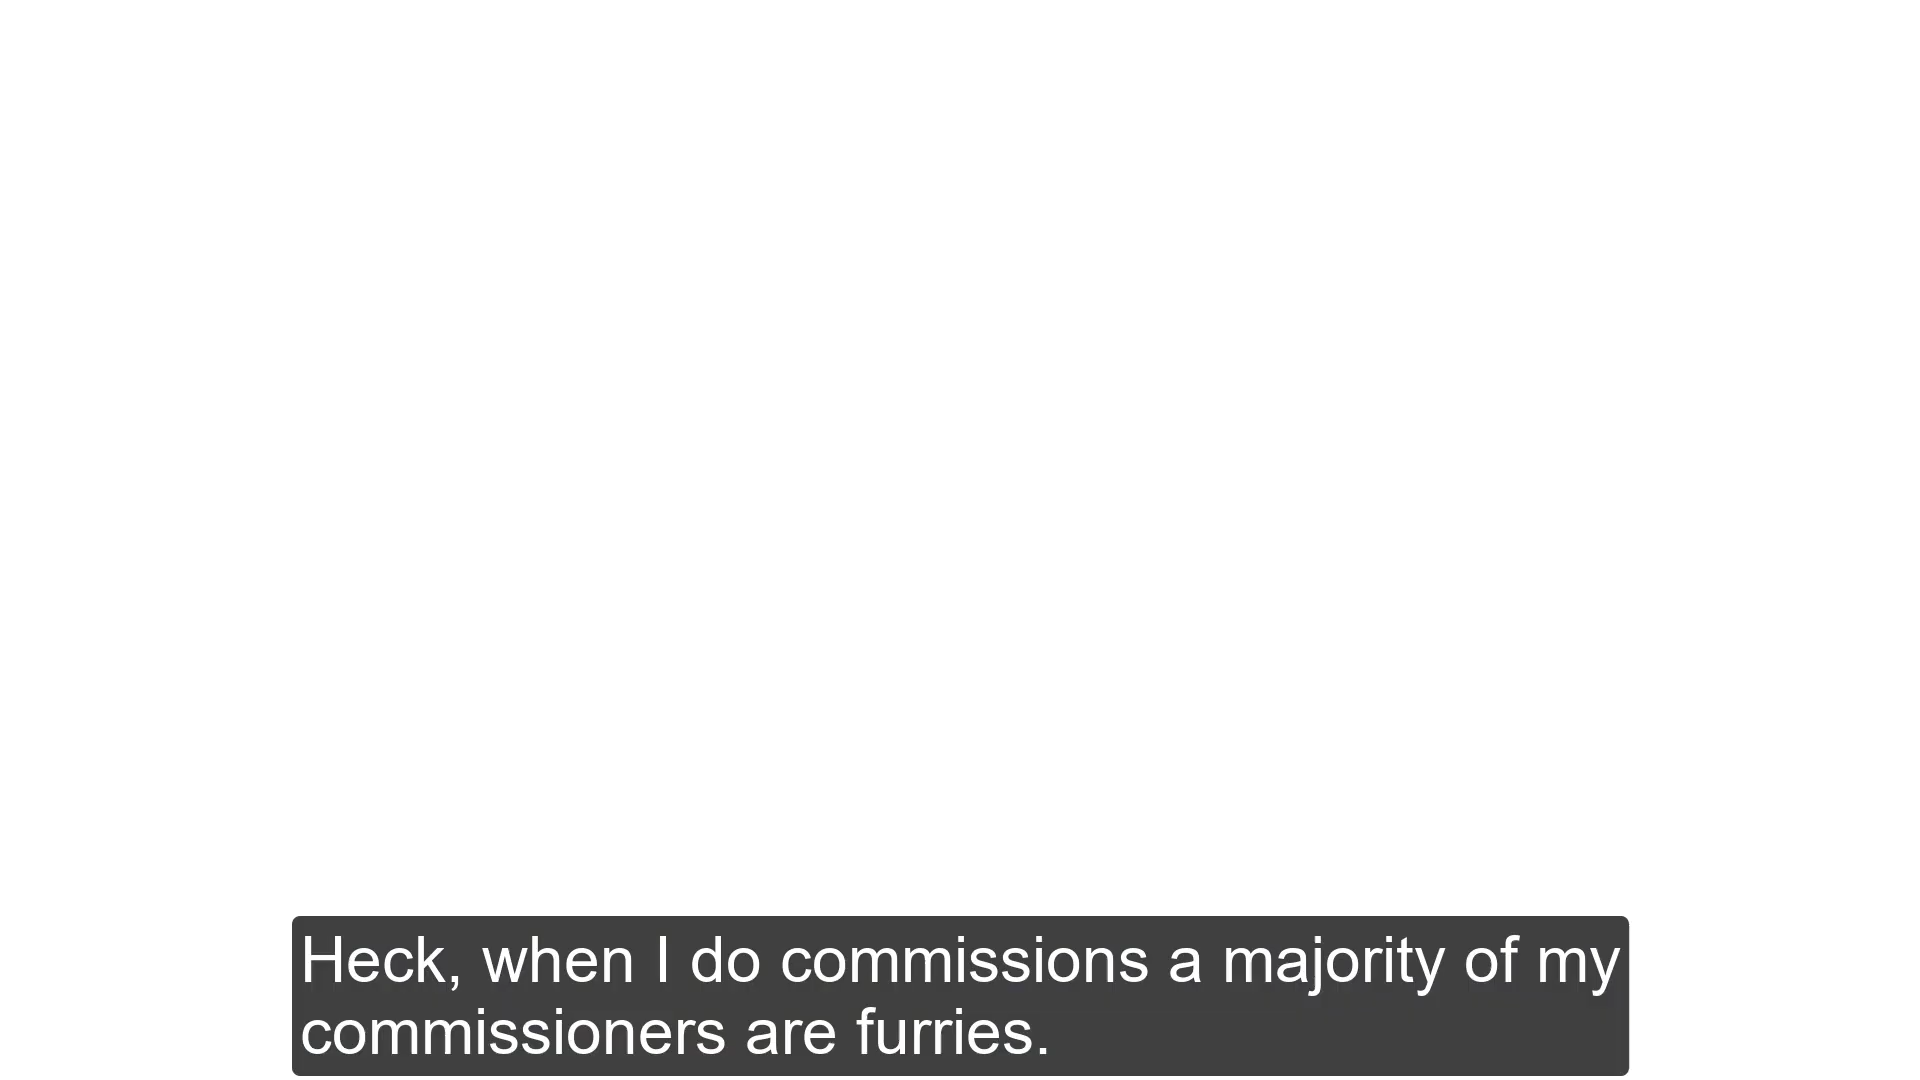 Heck, when I do commissions a majority of my
commissioners are furries.